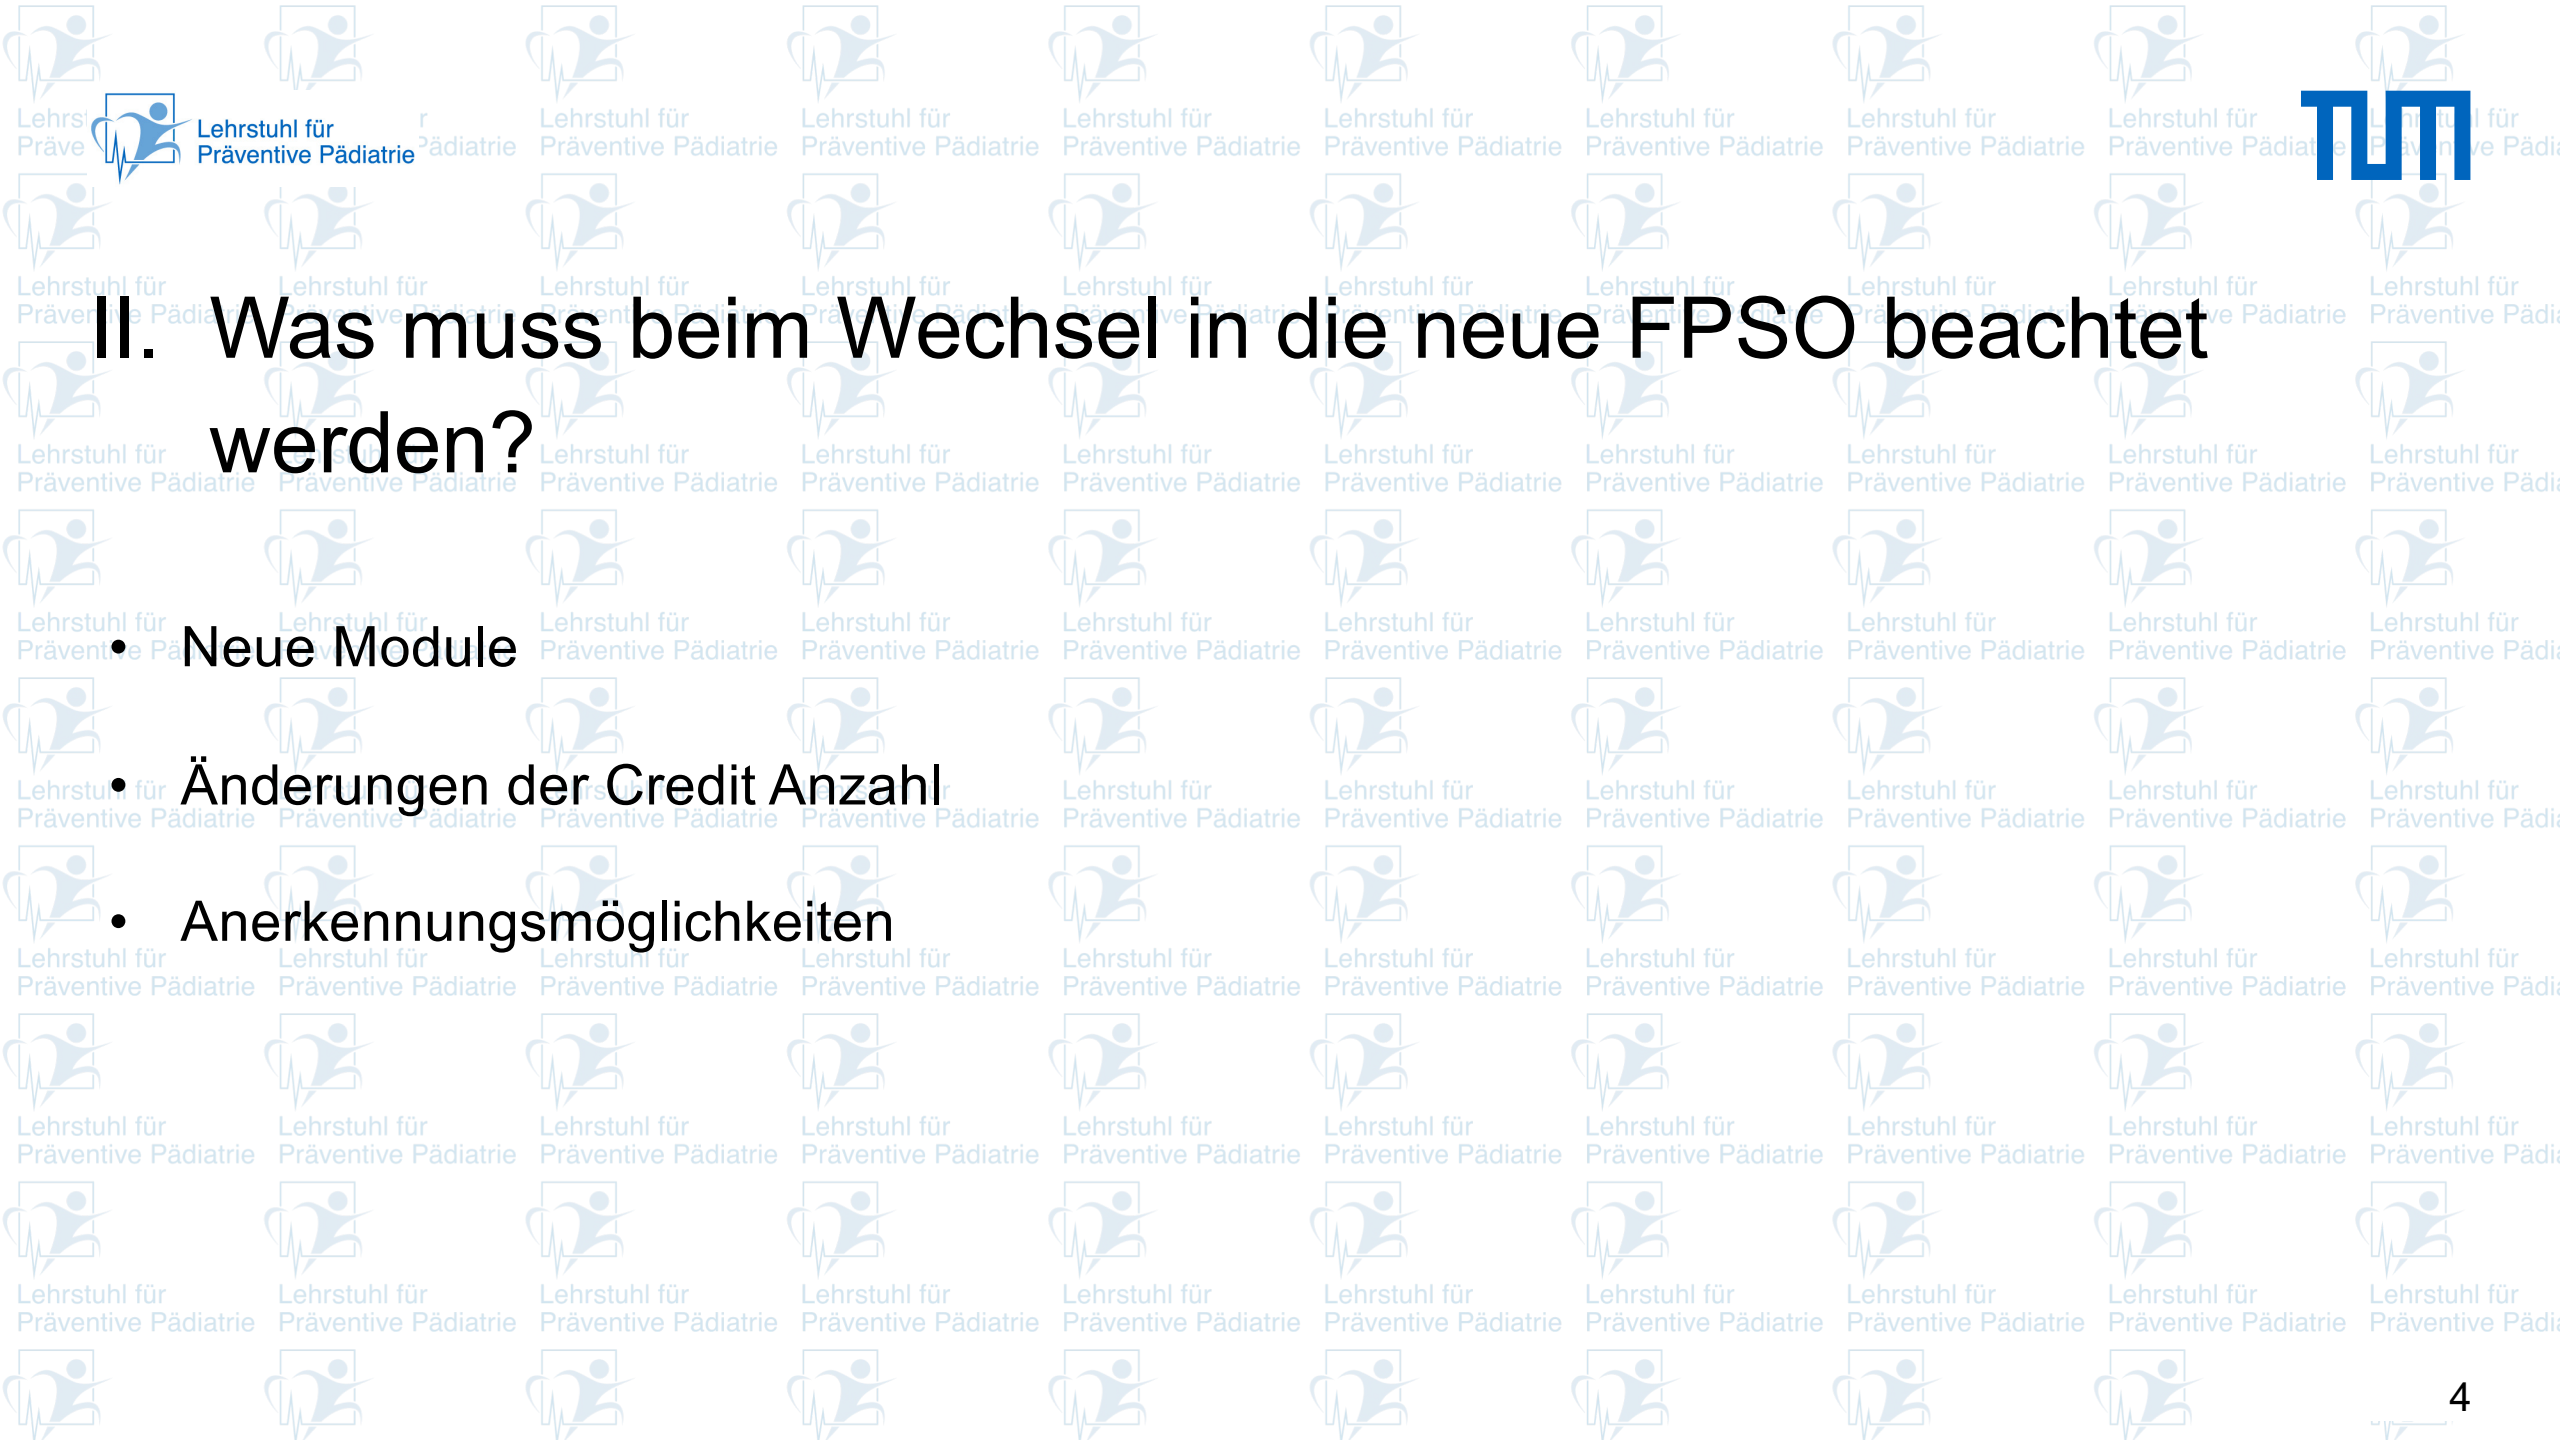 Lehrstuhl für
Präventive Pädiatrie
TUM
II. Was muss beim Wechsel in die neue FPSO beachtet
werden?
• Neue Module
• Änderungen der Credit Anzahl
• Anerkennungsmöglichkeiten
4